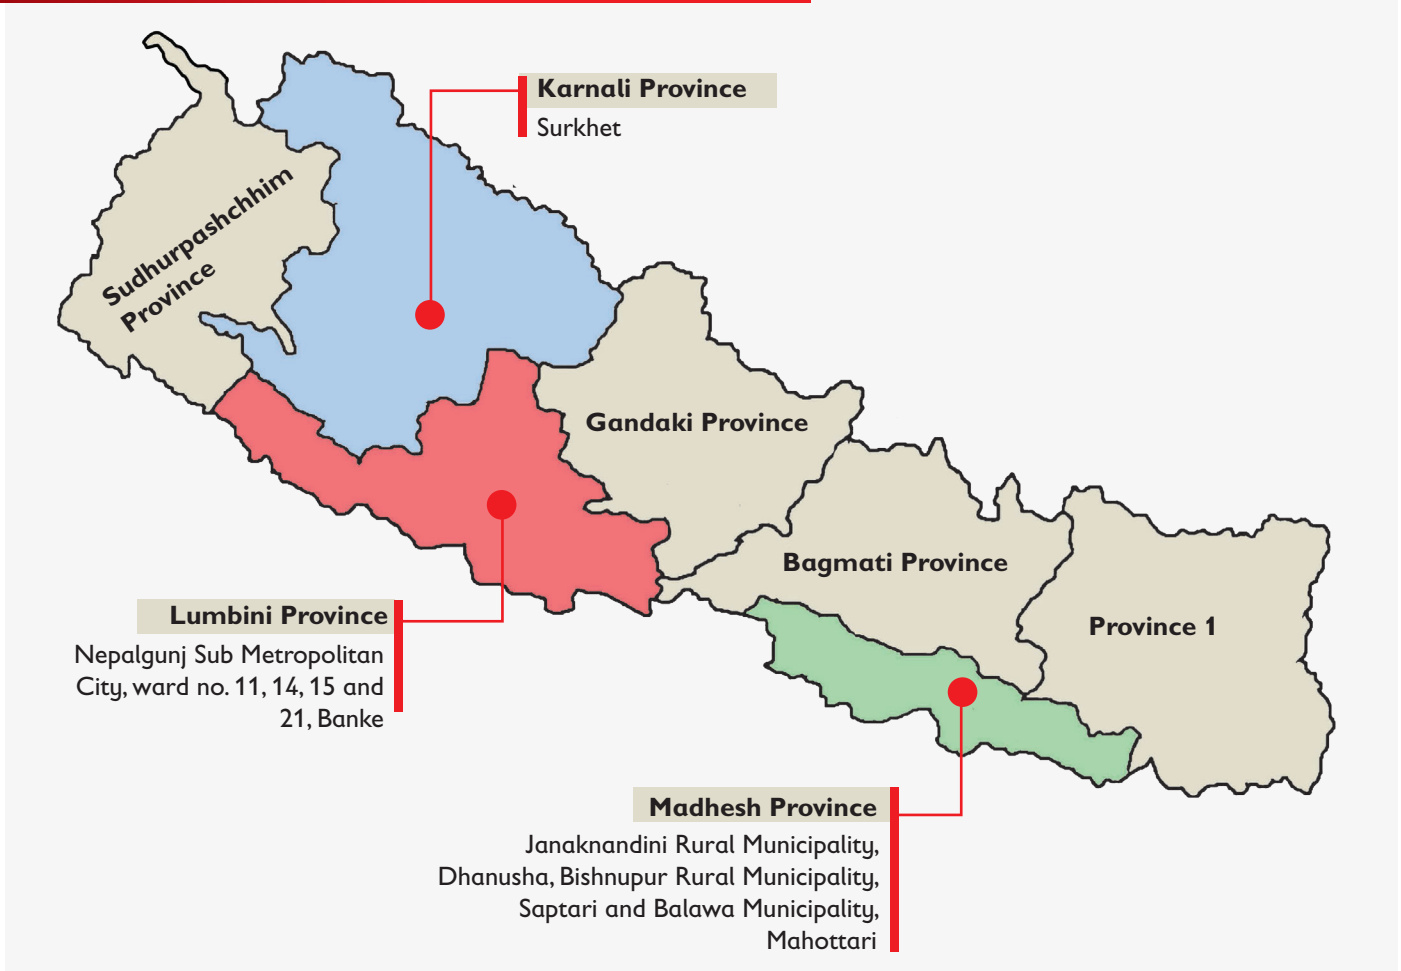 Karnali Province
Surkhet
Sudhurpashchhim
Province
Gandaki Province
Bagmati Province
Province 1
Lumbini Province
Nepalgunj Sub Metropolitan
City, ward no. 11, 14, 15 and
21, Banke
Madhesh Province
Janaknandini Rural Municipality,
Dhanusha, Bishnupur Rural Municipality,
Saptari and Balawa Municipality,
Mahottari